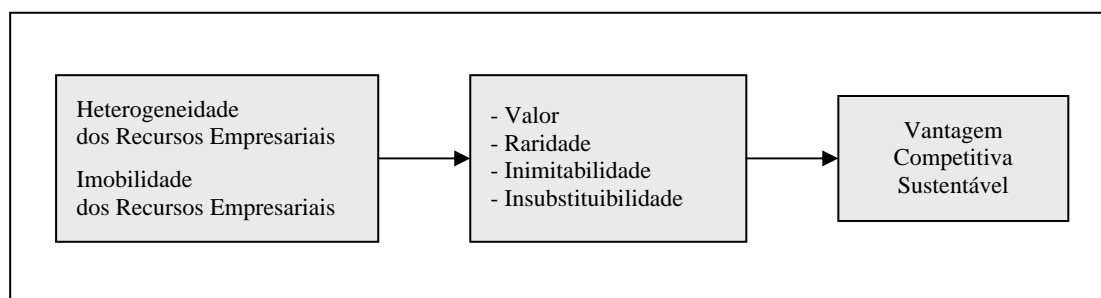 Heterogeneidade
dos Recursos Empresariais
Imobilidade
dos Recursos Empresariais
- Valor
- Raridade
- Inimitabilidade
- Insubstituibilidade
Vantagem
Competitiva
Sustentável